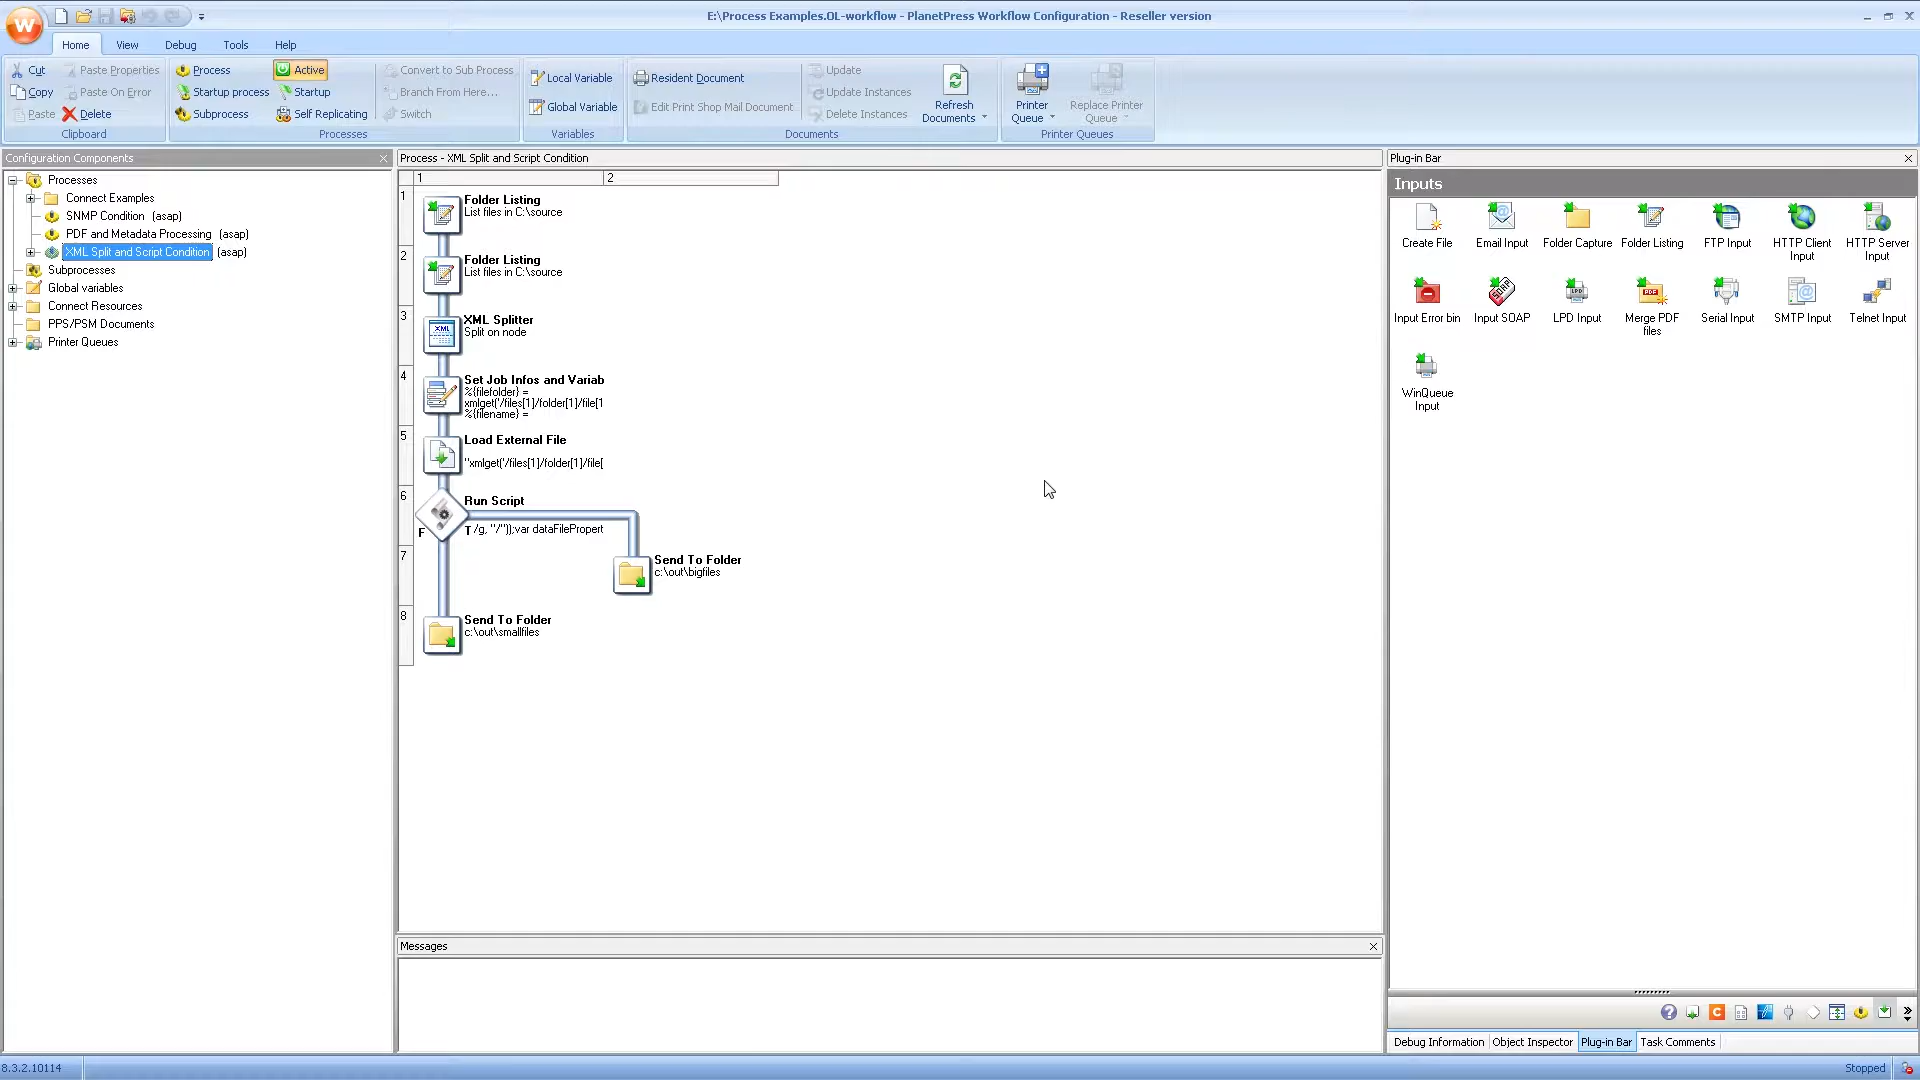 E:\Process Examples.OL-workflow - PlanetPress Workflow Configuration - Reseller version
W
Home View Debug Tools Help
Cut Paste Properties
Copy Paste On Error
Paste Delete
Clipboard
Process Active
Startup process Startup
Subprocess Self Replicating
Convert to Sub Process
Branch From Here...
Switch
Processes
Local Variable
Global Variable
Variables
Resident Document
Edit Print Shop Mail Document
Update
Update Instances
Delete Instances
Refresh
Documents
Documents
Printer
Queue
Replace Printer
Queue
Printer Queues
Configuration Components
Processes
Connect Examples
SNMP Condition (asap)
PDF and Metadata Processing (asap)
XML Split and Script Condition (asap)
Subprocesses
Global variables
Connect Resources
PPS/PSM Documents
Printer Queues
Process - XML Split and Script Condition
1 2
1
Folder Listing
List files in C:\source
2
Folder Listing
List files in C:\source
3
XML Splitter
Split on node
4
Set Job Infos and Variab
%{filefolder} =
xmlget('/files[1]/folder[1]/file[1
%{filename} =
5
Load External File
"xmlget('/files[1]/folder[1]/file[
6
Run Script
F T /g, "/"));var dataFilePropert
7
Send To Folder
c:\out\bigfiles
8
Send To Folder
c:\out\smallfiles
Messages
Plug-in Bar
Inputs
Create File Email Input Folder Capture Folder Listing FTP Input HTTP Client Input HTTP Server Input
Input Error bin Input SOAP LPD Input Merge PDF files Serial Input SMTP Input Telnet Input
WinQueue Input
Debug Information Object Inspector Plug-in Bar Task Comments
8.3.2.10114
Stopped